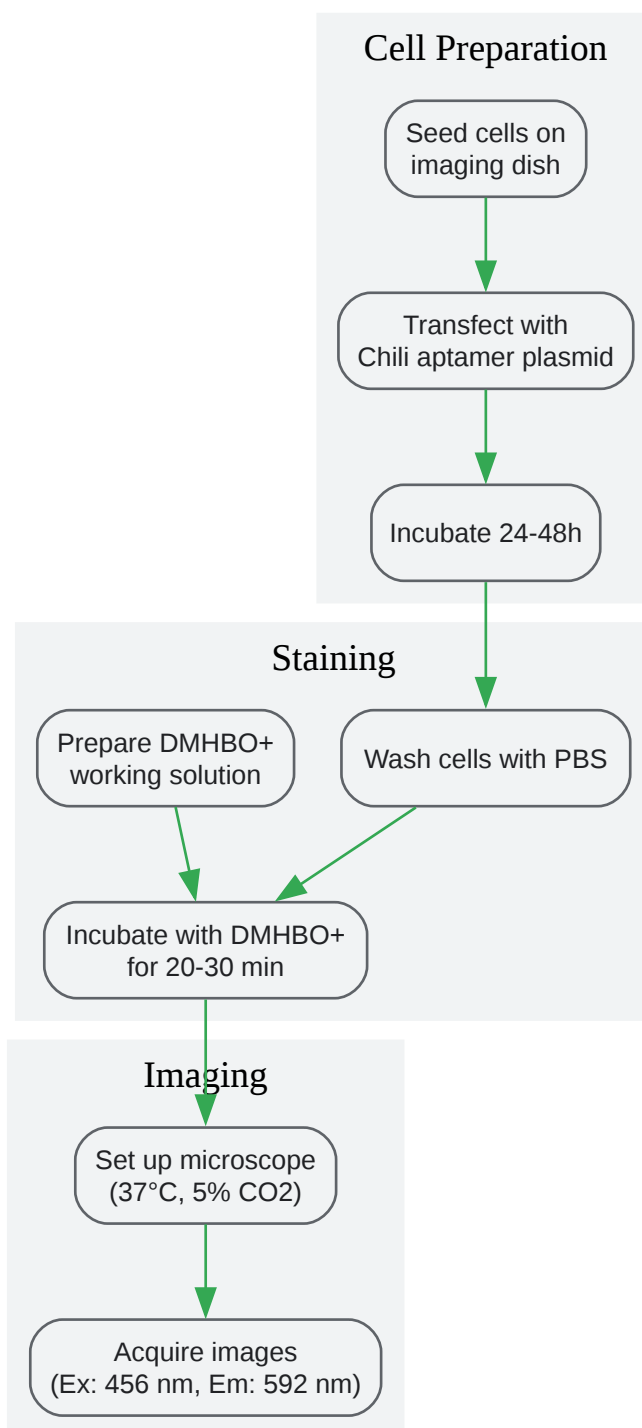 Cell Preparation
Seed cells on
imaging dish
Transfect with
Chili aptamer plasmid
Incubate 24-48h
Staining
Prepare DMHBO+
working solution
Wash cells with PBS
Incubate with DMHBO+
for 20-30 min
Imaging
Set up microscope
(37°C, 5% CO2)
Acquire images
(Ex: 456 nm, Em: 592 nm)